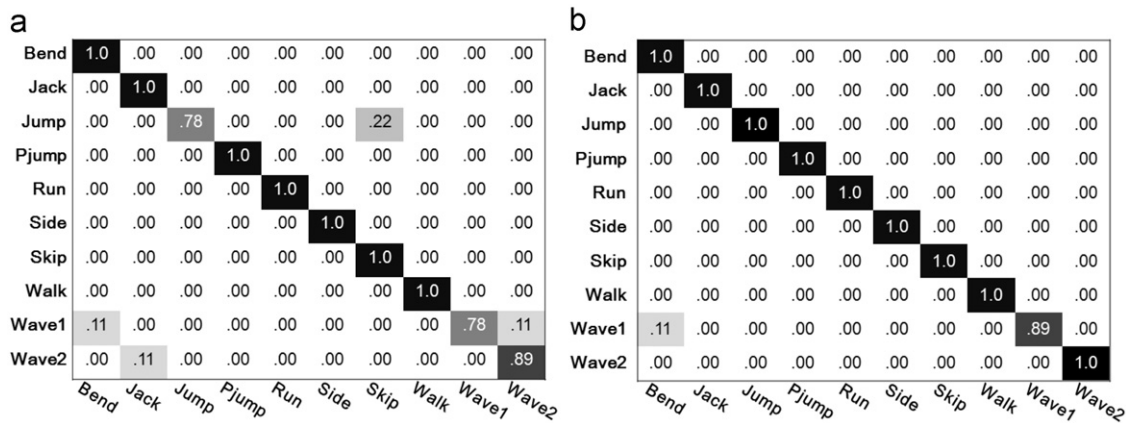 a
Bend 1.0 .00 .00 .00 .00 .00 .00 .00 .00 .00
Jack .00 1.0 .00 .00 .00 .00 .00 .00 .00 .00
Jump .00 .00 .78 .00 .00 .00 .22 .00 .00 .00
Pjump .00 .00 .00 1.0 .00 .00 .00 .00 .00 .00
Run .00 .00 .00 .00 1.0 .00 .00 .00 .00 .00
Side .00 .00 .00 .00 .00 1.0 .00 .00 .00 .00
Skip .00 .00 .00 .00 .00 .00 1.0 .00 .00 .00
Walk .00 .00 .00 .00 .00 .00 .00 1.0 .00 .00
Wave1 .11 .00 .00 .00 .00 .00 .00 .00 .78 .11
Wave2 .00 .11 .00 .00 .00 .00 .00 .00 .00 .89
Bend Jack Jump Pjump Run Side Skip Walk Wave1 Wave2
b
Bend 1.0 .00 .00 .00 .00 .00 .00 .00 .00 .00
Jack .00 1.0 .00 .00 .00 .00 .00 .00 .00 .00
Jump .00 .00 1.0 .00 .00 .00 .00 .00 .00 .00
Pjump .00 .00 .00 1.0 .00 .00 .00 .00 .00 .00
Run .00 .00 .00 .00 1.0 .00 .00 .00 .00 .00
Side .00 .00 .00 .00 .00 1.0 .00 .00 .00 .00
Skip .00 .00 .00 .00 .00 .00 1.0 .00 .00 .00
Walk .00 .00 .00 .00 .00 .00 .00 1.0 .00 .00
Wave1 .11 .00 .00 .00 .00 .00 .00 .00 .89 .00
Wave2 .00 .00 .00 .00 .00 .00 .00 .00 .00 1.0
Bend Jack Jump Pjump Run Side Skip Walk Wave1 Wave2